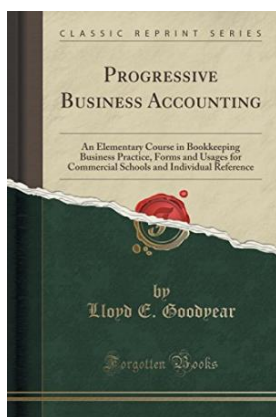 CLASSIC REPRINT SERIES
PROGRESSIVE
BUSINESS ACCOUNTING
An Elementary Course in Bookkeeping
Business Practice, Forms and Usages for
Commercial Schools and Individual Reference
by
Lloyd E. Goodyear
Forgotten Books